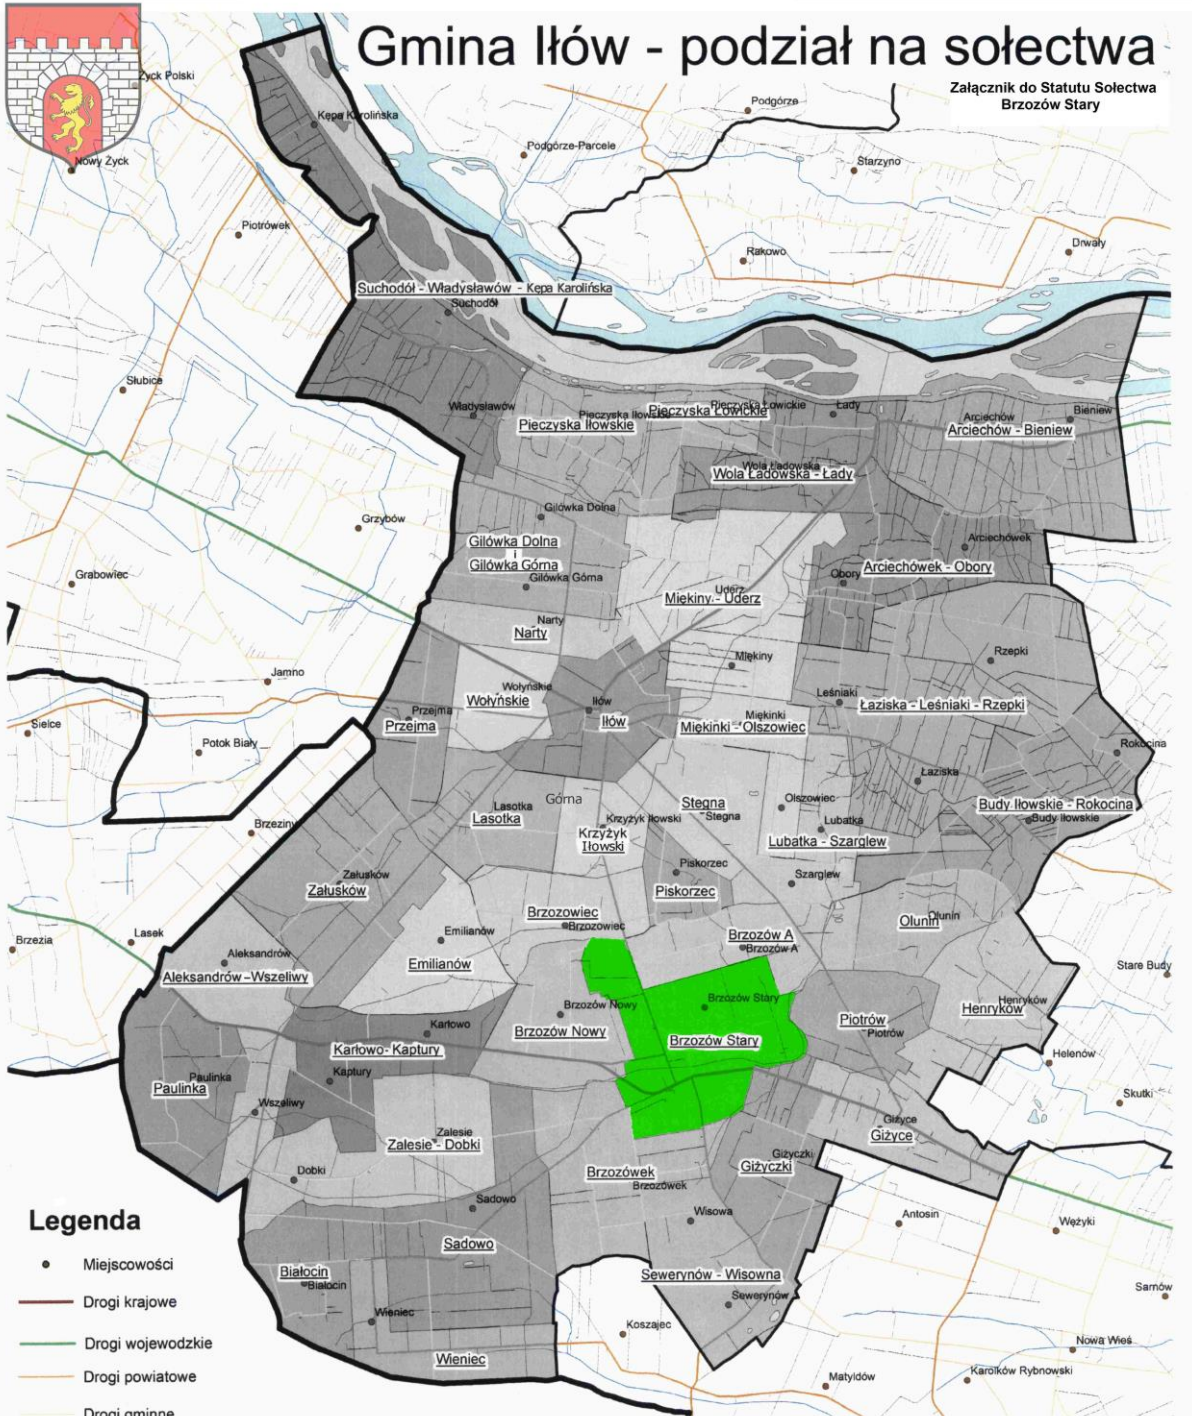 Gmina Iłów - podział na sołectwa
Załącznik do Statutu Sołectwa
Brzozów Stary
Życk Polski
Podgórze
Kępa Karolińska
Podgórze-Parcele
Nowy Życk
Starzyno
Piotrówek
Drwały
Rakowo
Suchodół - Władysławów - Kępa Karolińska
Suchodół
Słubice
Władysławów
Pieczyska Iłowskie
Pieczyska Łowickie
Pieczyska Łowickie
Łady
Arciechów
Bieniew
Pieczyska Iłowskie
Arciechów - Bieniew
Wola Ładowska
Wola Ładowska - Łady
Gilówka Dolna
Grzybów
Gilówka Dolna
i
Gilówka Górna
Arciechówek
Arciechówek - Obory
Grabowiec
Gilówka Górna
Obory
Uderz
Miękiny - Uderz
Narty
Narty
Rzepki
Miękiny
Jamno
Wołyńskie
Leśniaki
Wołyńskie
Iłów
Łaziska - Leśniaki - Rzepki
Sielce
Przejma
Przejma
Iłów
Miękinki
Miękinki - Olszowiec
Potok Biały
Rokocina
Łaziska
Górna
Lasotka
Lasotka
Stegna
Stegna
Olszowiec
Budy Iłowskie - Rokocina
Budy Iłowskie
Brzeziny
Krzyżyk Iłowski
Krzyżyk
Iłowski
Lubatka
Lubatka - Szarglew
Załusków
Załusków
Piskorzec
Piskorzec
Szarglew
Brzozowiec
Brzozowiec
Olunin
Olunin
Emilianów
Brzozów A
Brzozów A
Brzezia
Lasek
Aleksandrów
Aleksandrów - Wszeliwy
Emilianów
Stare Budy
Brzozów Nowy
Brzozów Stary
Henryków
Henryków
Brzozów Nowy
Karłowo
Brzozów Stary
Piotrów
Piotrów
Karłowo - Kaptury
Helenów
Paulinka
Paulinka
Kaptury
Skutki
Wszeliwy
Giżyce
Giżyce
Zalesie
Zalesie - Dobki
Giżyczki
Giżyczki
Dobki
Brzozówek
Brzozówek
Sadowo
Wisowa
Antosin
Wężyki
Legenda
Sadowo
Miejscowości
Białocin
Białocin
Sewerynów - Wisowna
Sewerynów
Sarnów
Drogi krajowe
Wieniec
Koszajec
Drogi wojewodzkie
Nowa Wieś
Wieniec
Drogi powiatowe
Matyldów
Karolków Rybnowski
Drogi gminne